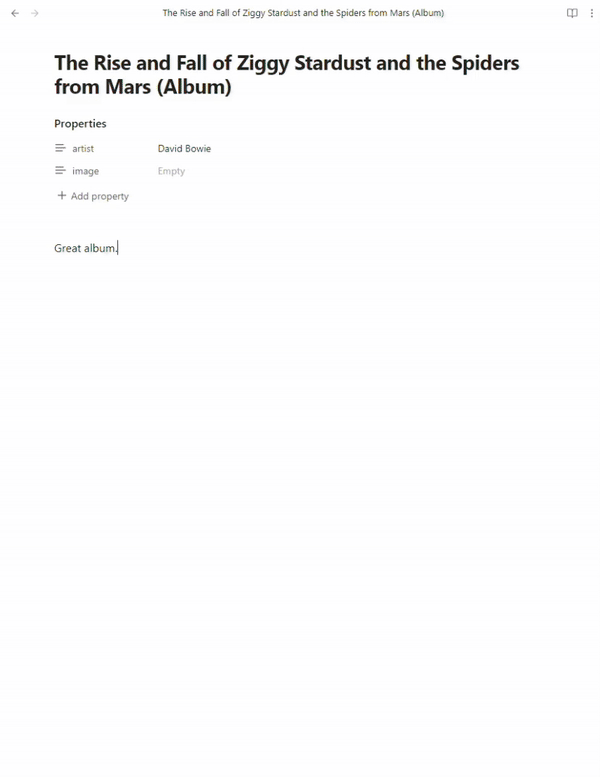 The Rise and Fall of Ziggy Stardust and the Spiders from Mars (Album)
The Rise and Fall of Ziggy Stardust and the Spiders
from Mars (Album)
Properties
artist David Bowie
image Empty
Add property
Great album.